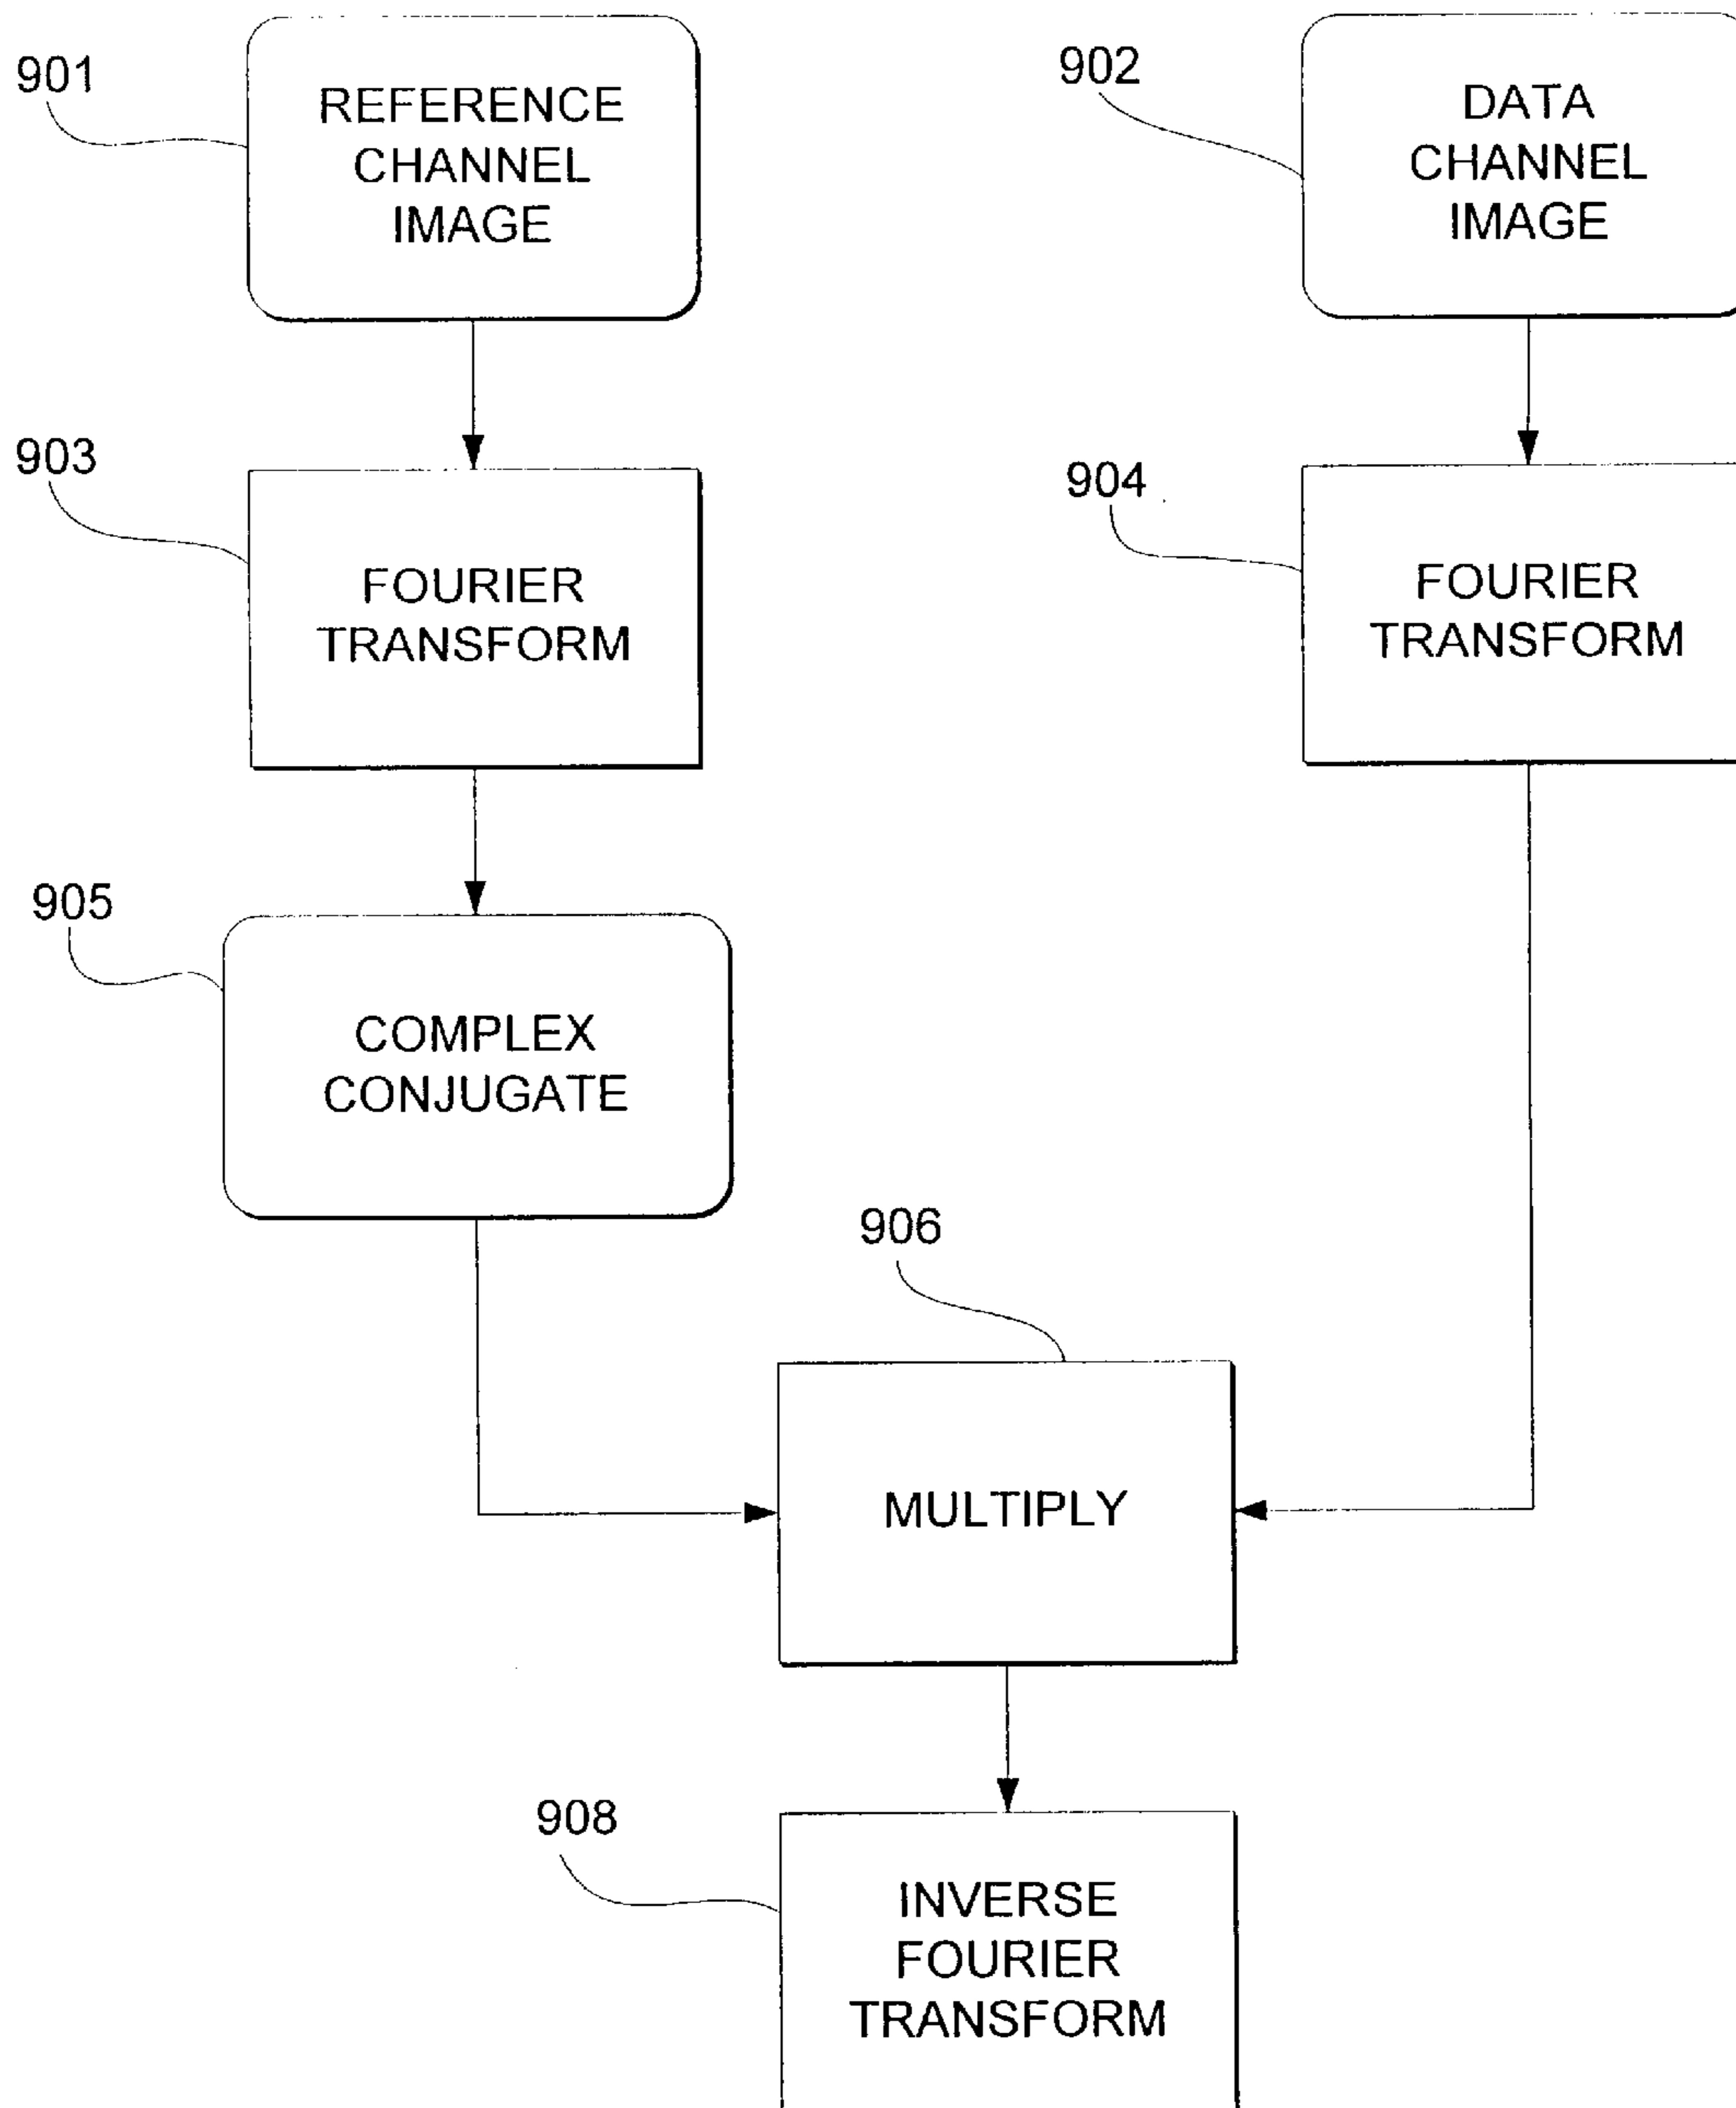 901
REFERENCE
CHANNEL
IMAGE
902
DATA
CHANNEL
IMAGE
903
FOURIER
TRANSFORM
904
FOURIER
TRANSFORM
905
COMPLEX
CONJUGATE
906
MULTIPLY
908
INVERSE
FOURIER
TRANSFORM